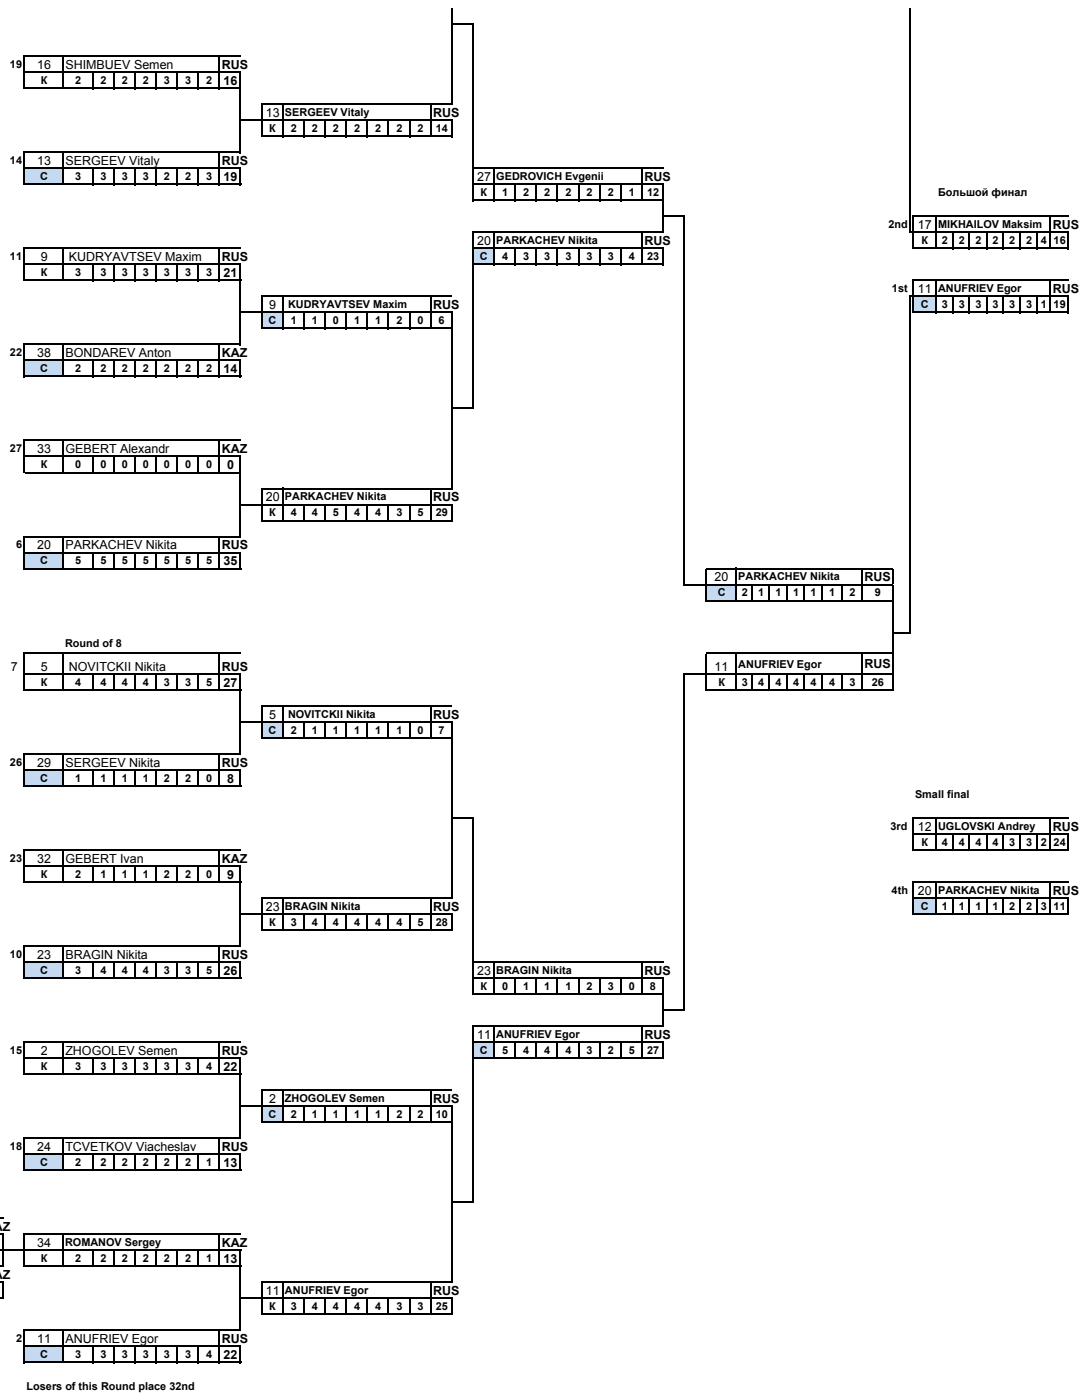 19 16 SHIMBUEV Semen RUS
К 2 2 2 2 3 3 2 16
13 SERGEEV Vitaly RUS
К 2 2 2 2 2 2 2 14
14 13 SERGEEV Vitaly RUS
С 3 3 3 3 2 2 3 19
27 GEDROVICH Evgenii RUS
К 1 2 2 2 2 2 1 12
Большой финал
2nd 17 MIKHAILOV Maksim RUS
К 2 2 2 2 2 2 4 16
20 PARKACHEV Nikita RUS
С 4 3 3 3 3 3 4 23
11 9 KUDRYAVTSEV Maxim RUS
К 3 3 3 3 3 3 3 21
1st 11 ANUFRIEV Egor RUS
С 3 3 3 3 3 3 1 19
9 KUDRYAVTSEV Maxim RUS
С 1 1 0 1 1 2 0 6
22 38 BONDAREV Anton KAZ
С 2 2 2 2 2 2 2 14
27 33 GEBERT Alexandr KAZ
К 0 0 0 0 0 0 0 0
20 PARKACHEV Nikita RUS
К 4 4 5 4 4 3 5 29
6 20 PARKACHEV Nikita RUS
С 5 5 5 5 5 5 5 35
20 PARKACHEV Nikita RUS
С 2 1 1 1 1 1 2 9
Round of 8
7 5 NOVITCKII Nikita RUS
К 4 4 4 4 3 3 5 27
11 ANUFRIEV Egor RUS
К 3 4 4 4 4 4 3 26
5 NOVITCKII Nikita RUS
С 2 1 1 1 1 1 0 7
26 29 SERGEEV Nikita RUS
С 1 1 1 1 2 2 0 8
Small final
3rd 12 UGLOVSKI Andrey RUS
К 4 4 4 4 3 3 2 24
23 32 GEBERT Ivan KAZ
К 2 1 1 1 2 2 0 9
4th 20 PARKACHEV Nikita RUS
С 1 1 1 1 2 2 3 11
23 BRAGIN Nikita RUS
К 3 4 4 4 4 4 5 28
10 23 BRAGIN Nikita RUS
С 3 4 4 4 3 3 5 26
23 BRAGIN Nikita RUS
К 0 1 1 1 2 3 0 8
11 ANUFRIEV Egor RUS
С 5 4 4 4 3 2 5 27
15 2 ZHOGOLEV Semen RUS
К 3 3 3 3 3 3 4 22
2 ZHOGOLEV Semen RUS
С 2 1 1 1 1 2 2 10
18 24 TCVETKOV Viacheslav RUS
С 2 2 2 2 2 2 1 13
AZ
34 ROMANOV Sergey KAZ
К 2 2 2 2 2 2 1 13
AZ
11 ANUFRIEV Egor RUS
К 3 4 4 4 4 3 3 25
2 11 ANUFRIEV Egor RUS
С 3 3 3 3 3 3 4 22
Losers of this Round place 32nd